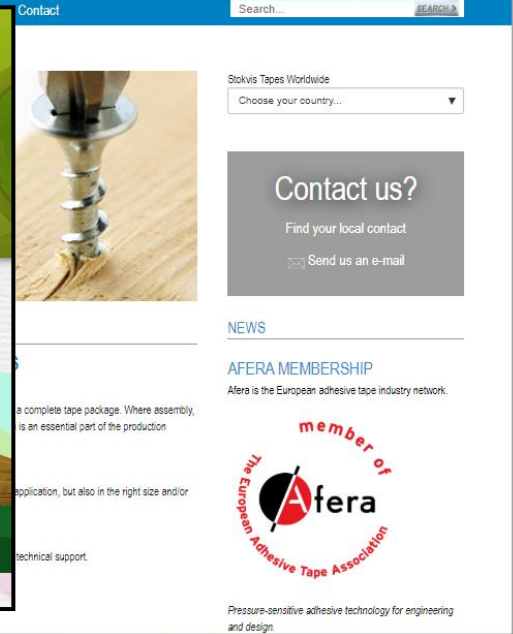 Contact
Search...
SEARCH
Stokvis Tapes Worldwide
Choose your country...
Contact us?
Find your local contact
Send us an e-mail
NEWS
AFERA MEMBERSHIP
Afera is the European adhesive tape industry network.
member of
Afera
The European Adhesive Tape Association
Pressure-sensitive adhesive technology for engineering
and design.
a complete tape package. Where assembly,
is an essential part of the production
application, but also in the right size and/or
technical support.